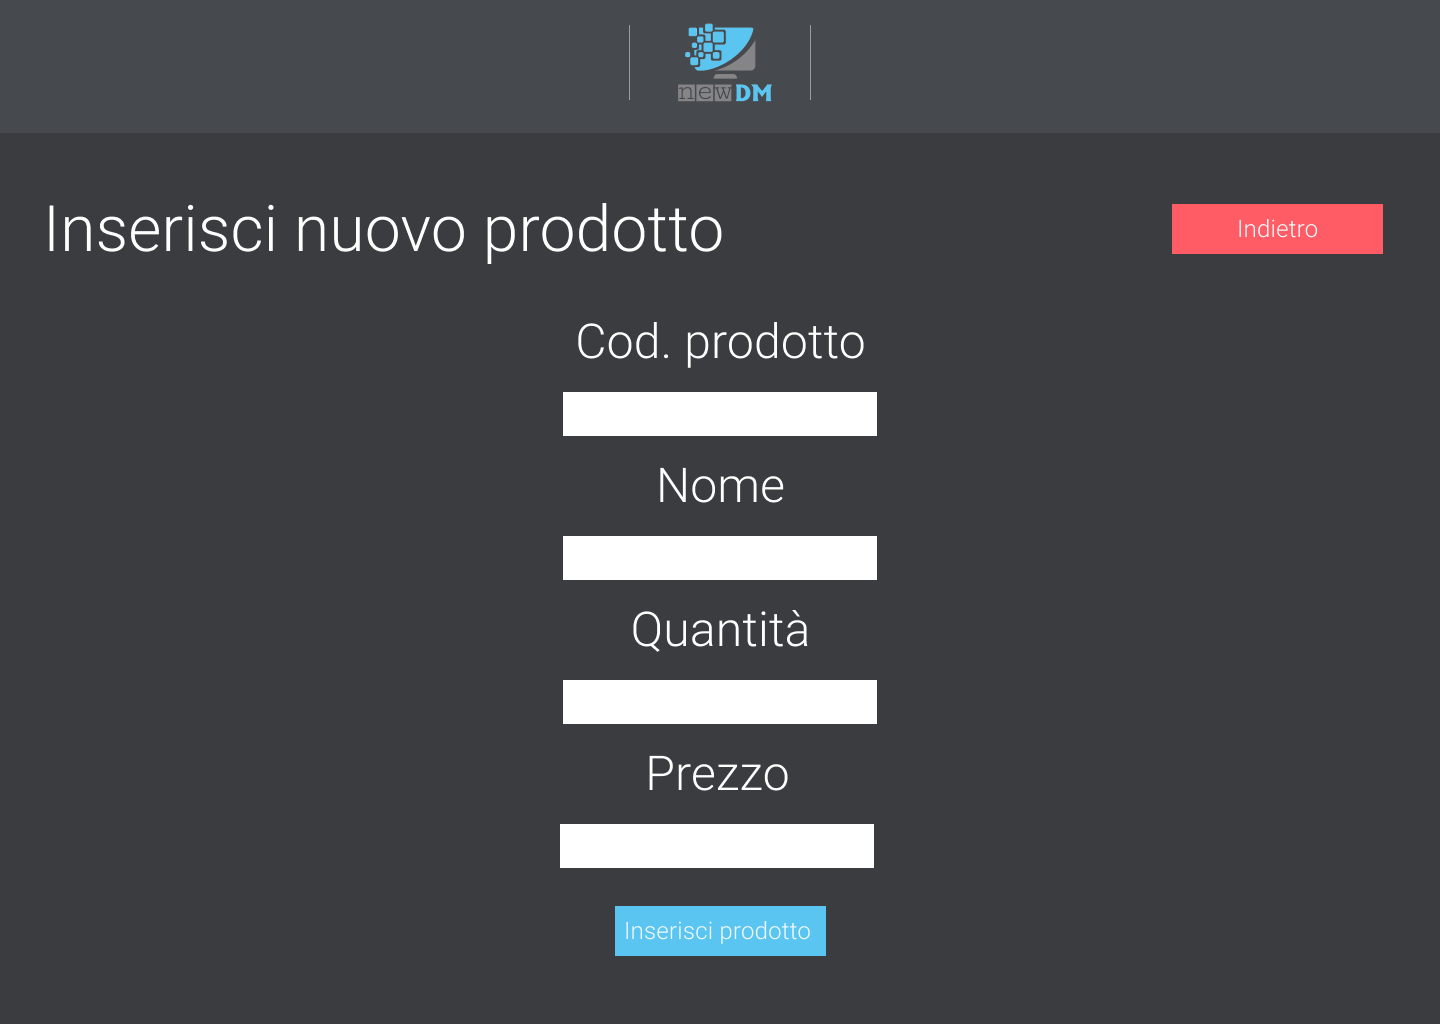 newDM
Inserisci nuovo prodotto
Indietro
Cod. prodotto
Nome
Quantità
Prezzo
Inserisci prodotto